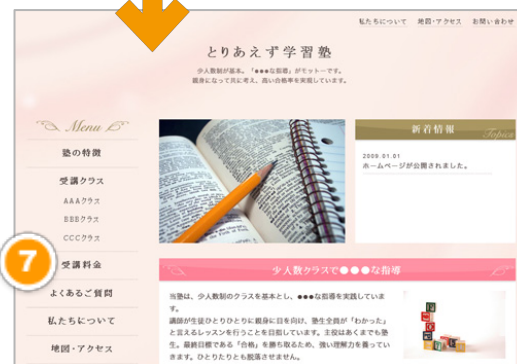 私たちについて 地図・アクセス お問い合わせ
とりあえず学習塾
少人数制が基本。「●●●な指導」がモットーです。
親身になって共に考え、高い合格率を実現しています。
Menu
塾の特徴
受講クラス
AAAクラス
BBBクラス
CCCクラス
7
受講料金
よくあるご質問
私たちについて
地図・アクセス
新着情報
Topics
2009.01.01
ホームページが公開されました。
少人数クラスで●●●な指導
当塾は、少人数制のクラスを基本とし、●●●な指導を実践していま
す。
講師が生徒ひとりひとりに親身に目を向け、塾生全員が「わかった」
と言えるレッスンを行うことを目指しています。主役はあくまでも塾
生。最終目標である「合格」を勝ち取るため、強い理解力を養ってい
きます。ひとりたりとも脱落させません。